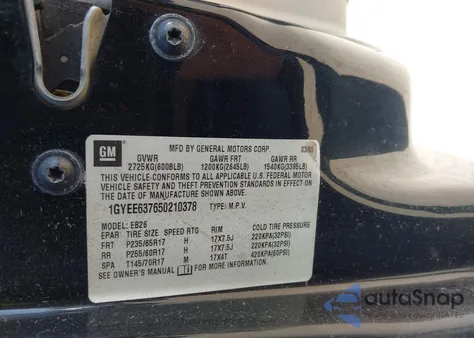 GM
MFD BY GENERAL MOTORS CORP.
GVWR GAWR FRT GAWR RR
2725KG(6008LB) 1200KG(2645LB) 1540KG(3395LB)
THIS VEHICLE CONFORMS TO ALL APPLICABLE U.S. FEDERAL MOTOR
VEHICLE SAFETY AND THEFT PREVENTION STANDARDS IN EFFECT ON
THE DATE OF MANUFACTURE SHOWN ABOVE.
1GYEE637650210378 TYPE: M.P.V.
MODEL: EB26
EPAR TIRE SIZE SPEED RTG RIM COLD TIRE PRESSURE
FRT P235/65R17 H 17X7.5J 220KPA(32PSI)
RR P255/60R17 H 17X7.5J 220KPA(32PSI)
SPA T145/70R17 M 17X4T 420KPA(60PSI)
SEE OWNER'S MANUAL FOR ADDITIONAL INFORMATION.
autoSnap